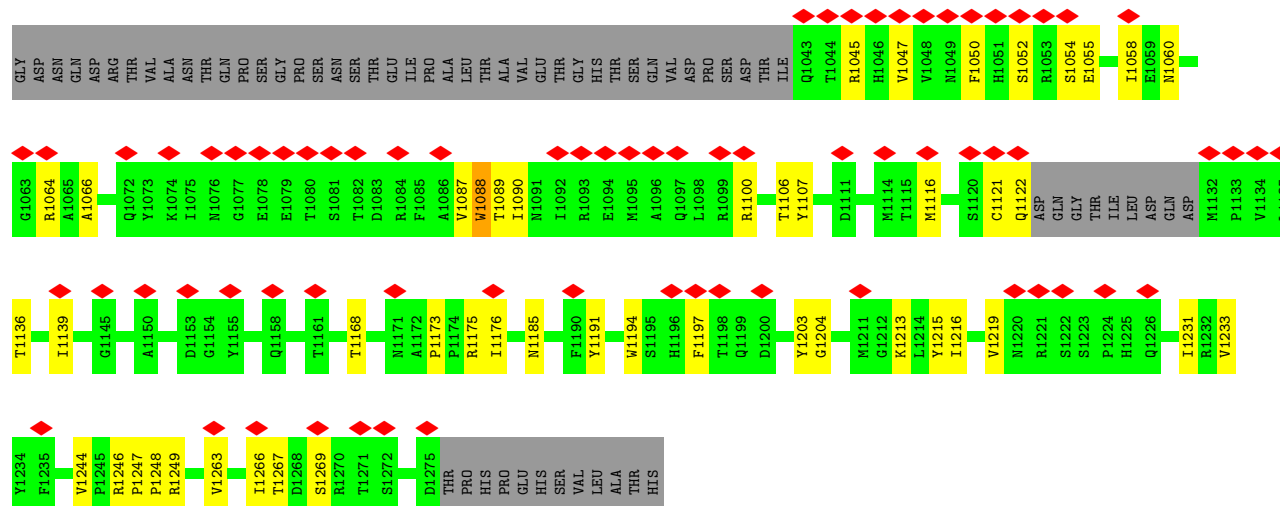 GLY ASP ASN GLN ASP ARG THR VAL ALA ASN THR GLN PRO SER GLY PRO SER ASN SER THR GLU ILE PRO ALA LEU THR ALA VAL GLU THR GLY HIS THR SER GLN VAL ASP PRO SER ASP THR ILE Q1043 T1044 R1045 H1046 V1047 V1048 N1049 F1050 H1051 S1052 R1053 S1054 E1055 I1058 E1059 N1060
G1063 R1064 A1065 A1066 Q1072 Y1073 K1074 I1075 N1076 G1077 E1078 E1079 T1080 S1081 T1082 D1083 R1084 F1085 A1086 V1087 W1088 T1089 I1090 N1091 I1092 R1093 E1094 M1095 A1096 Q1097 L1098 R1099 R1100 T1106 Y1107 D1111 M1114 T1115 M1116 S1120 C1121 Q1122 ASP GLN GLY THR ILE LEU ASP GLN ASP M1132 P1133 V1134
T1136 I1139 G1145 A1150 D1153 G1154 Y1155 Q1158 T1161 T1168 N1171 A1172 P1173 P1174 R1175 I1176 N1185 F1190 Y1191 W1194 S1195 H1196 F1197 T1198 Q1199 D1200 Y1203 G1204 M1211 G1212 K1213 L1214 Y1215 I1216 V1219 N1220 R1221 S1222 S1223 P1224 H1225 Q1226 I1231 R1232 V1233
Y1234 F1235 V1244 P1245 R1246 P1247 P1248 R1249 V1263 I1266 T1267 D1268 S1269 R1270 T1271 S1272 D1275 THR PRO HIS PRO GLU HIS SER VAL LEU ALA THR HIS